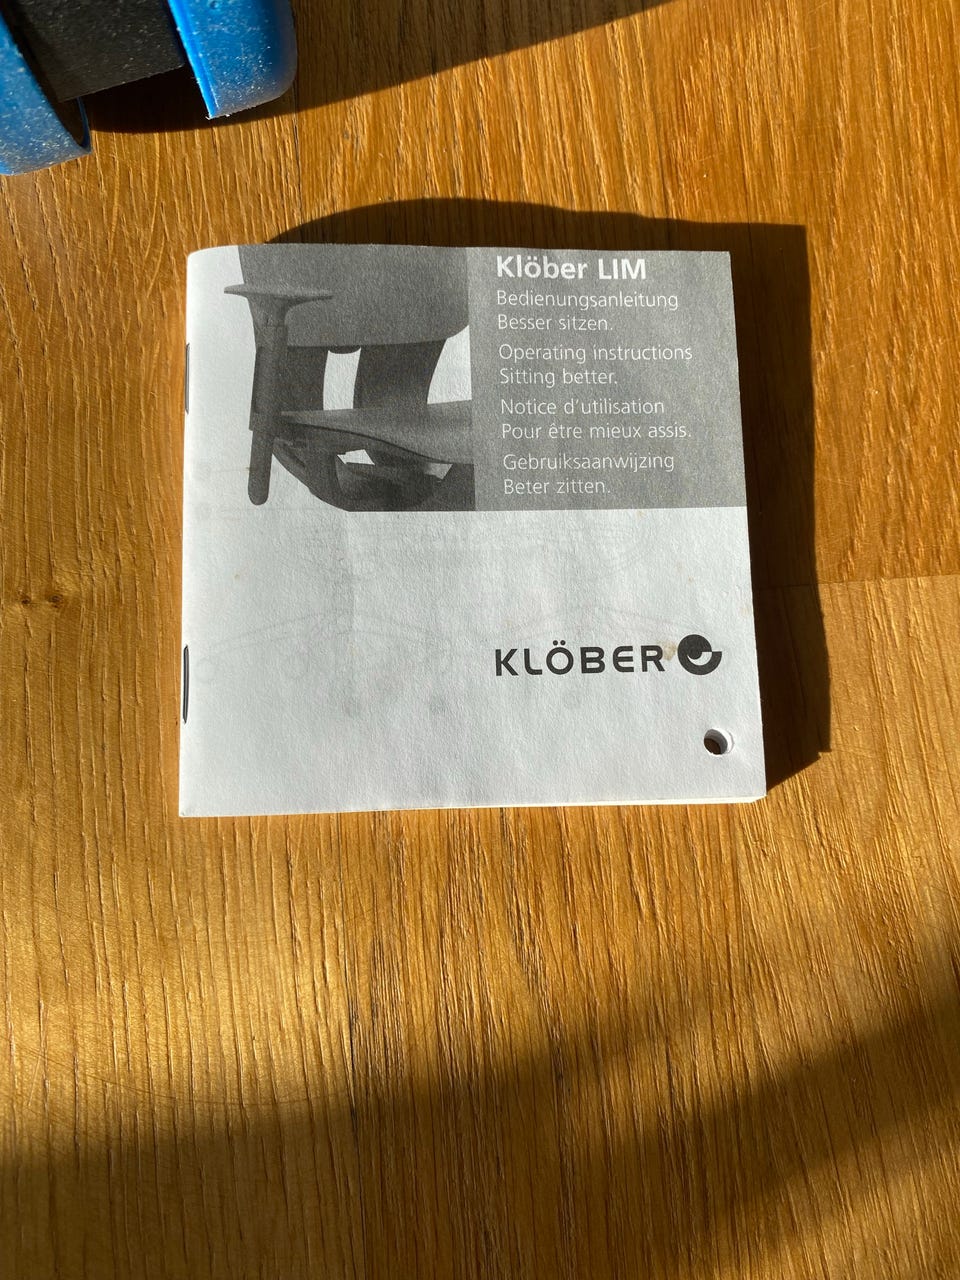 Klöber LIM
Bedienungsanleitung
Besser sitzen.
Operating instructions
Sitting better.
Notice d'utilisation
Pour être mieux assis.
Gebruiksaanwijzing
Beter zitten.
KLÖBER